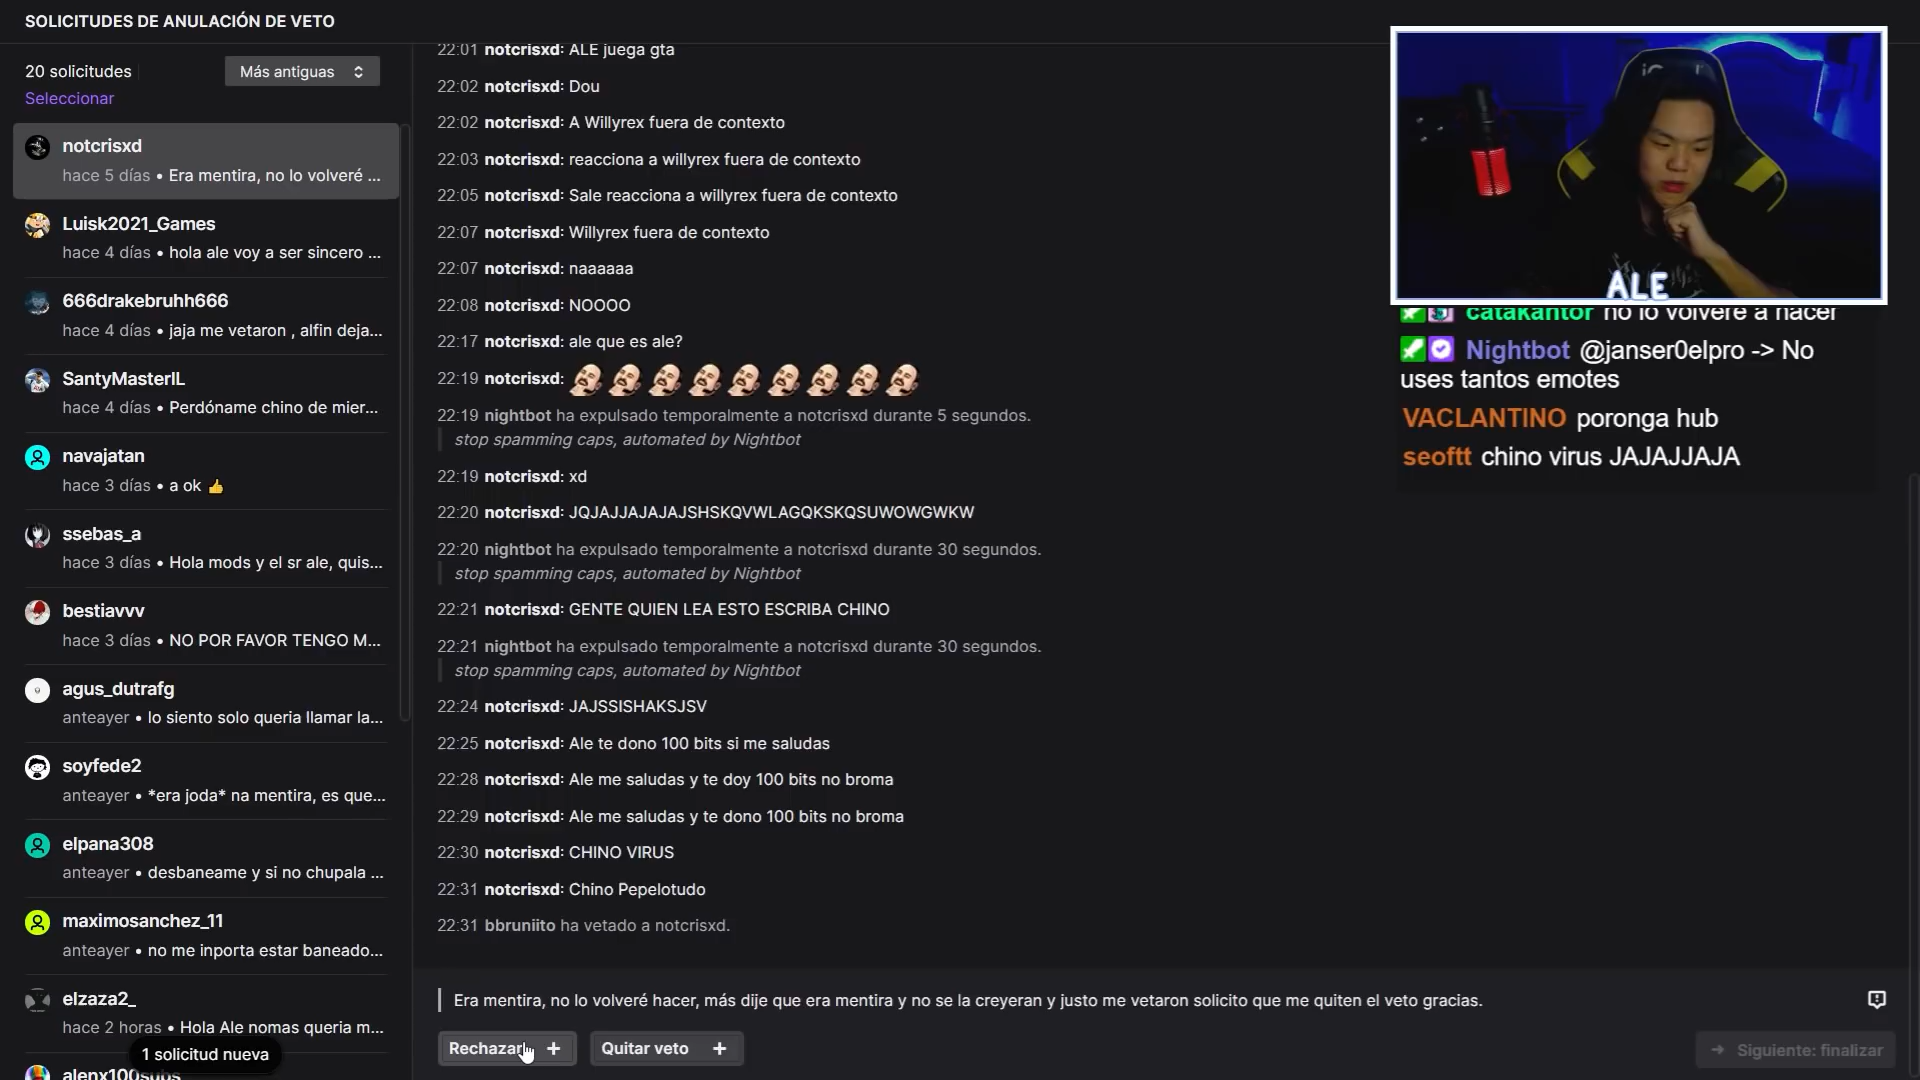 SOLICITUDES DE ANULACIÓN DE VETO
20 solicitudes
Más antiguas
Seleccionar
notcrisxd
hace 5 días • Era mentira, no lo volveré ...
Luisk2021_Games
hace 4 días • hola ale voy a ser sincero ...
666drakebruhh666
hace 4 días • jaja me vetaron , alfin deja...
SantyMasterIL
hace 4 días • Perdóname chino de mier...
navajatan
hace 3 días • a ok 👍
ssebas_a
hace 3 días • Hola mods y el sr ale, quis...
bestiavvv
hace 3 días • NO POR FAVOR TENGO M...
agus_dutrafg
anteayer • lo siento solo queria llamar la...
soyfede2
anteayer • *era joda* na mentira, es que...
elpana308
anteayer • desbaneame y si no chupala ...
maximosanchez_11
anteayer • no me inporta estar baneado...
elzaza2_
hace 2 horas • Hola Ale nomas queria m...
1 solicitud nueva
alenx100subs
22:01 notcrisxd: ALE juega gta
22:02 notcrisxd: Dou
22:02 notcrisxd: A Willyrex fuera de contexto
22:03 notcrisxd: reacciona a willyrex fuera de contexto
22:05 notcrisxd: Sale reacciona a willyrex fuera de contexto
22:07 notcrisxd: Willyrex fuera de contexto
22:07 notcrisxd: naaaaaa
22:08 notcrisxd: NOOOO
22:17 notcrisxd: ale que es ale?
22:19 notcrisxd:
22:19 nightbot ha expulsado temporalmente a notcrisxd durante 5 segundos.
stop spamming caps, automated by Nightbot
22:19 notcrisxd: xd
22:20 notcrisxd: JQJAJJAJAJAJSHSKQVWLAGQKSKQSUWOWGWKW
22:20 nightbot ha expulsado temporalmente a notcrisxd durante 30 segundos.
stop spamming caps, automated by Nightbot
22:21 notcrisxd: GENTE QUIEN LEA ESTO ESCRIBA CHINO
22:21 nightbot ha expulsado temporalmente a notcrisxd durante 30 segundos.
stop spamming caps, automated by Nightbot
22:24 notcrisxd: JAJSSISHAKSJSV
22:25 notcrisxd: Ale te dono 100 bits si me saludas
22:28 notcrisxd: Ale me saludas y te doy 100 bits no broma
22:29 notcrisxd: Ale me saludas y te dono 100 bits no broma
22:30 notcrisxd: CHINO VIRUS
22:31 notcrisxd: Chino Pepelotudo
22:31 bbruniito ha vetado a notcrisxd.
Era mentira, no lo volveré hacer, más dije que era mentira y no se la creyeran y justo me vetaron solicito que me quiten el veto gracias.
Rechazar +
Quitar veto +
Siguiente: finalizar
ALE
catakantor no lo volvere a hacer
Nightbot @janser0elpro -> No
uses tantos emotes
VACLANTINO poronga hub
seoftt chino virus JAJAJJAJA